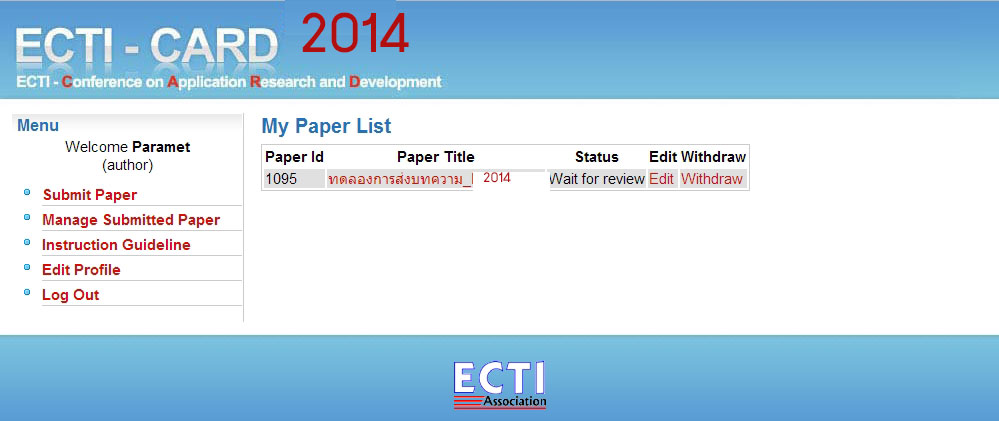 ECTI - CARD 2014
ECTI - Conference on Application Research and Development
Menu
Welcome Paramet
(author)
Submit Paper
Manage Submitted Paper
Instruction Guideline
Edit Profile
Log Out
My Paper List
Paper Id Paper Title Status Edit Withdraw
1095 ทดลองการส่งบทความ_ 2014 Wait for review Edit Withdraw
ECTI
Association